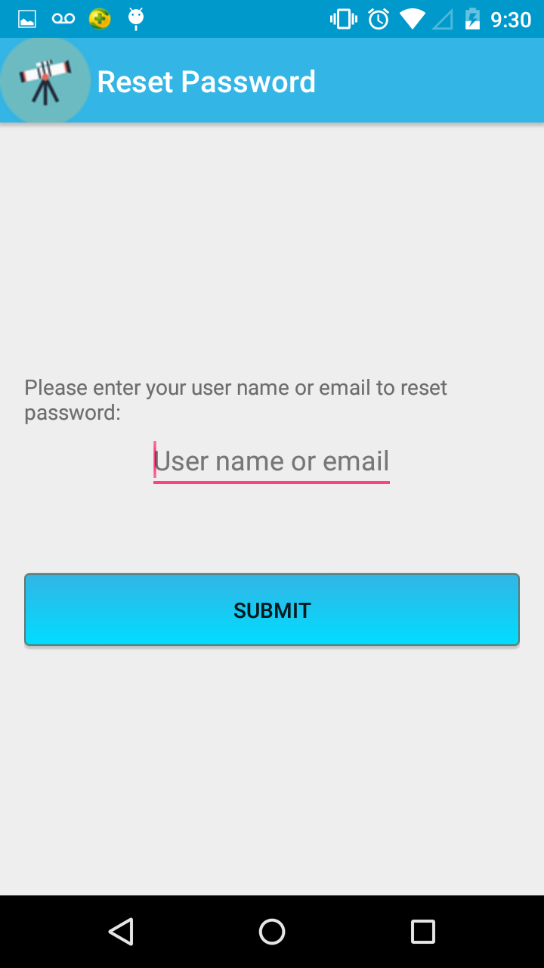 9:30
Reset Password
Please enter your user name or email to reset
password:
User name or email
SUBMIT